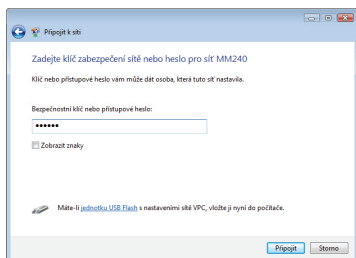 Připojit k síti
Zadejte klíč zabezpečení sítě nebo heslo pro síť MM240
Klíč nebo přístupové heslo vám může dát osoba, která tuto síť nastavila.
Bezpečnostní klíč nebo přístupové heslo:
••••••
Zobrazit znaky
Máte-li jednotku USB Flash s nastaveními sítě VPC, vložte ji nyní do počítače.
Připojit
Storno